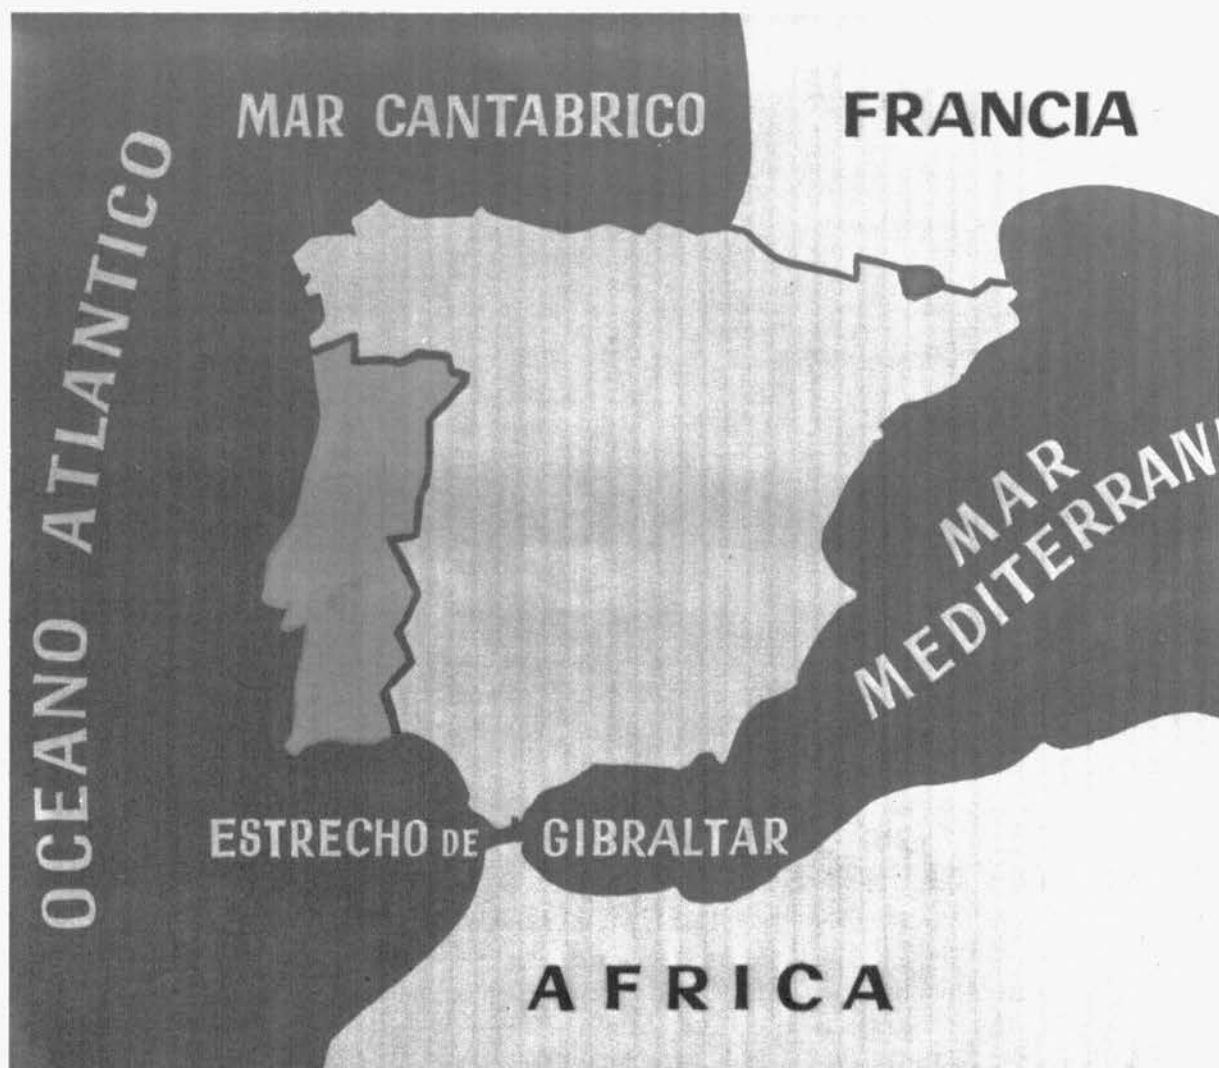 MAR CANTABRICO
FRANCIA
OCEANO ATLANTICO
MAR
MEDITERRAN
ESTRECHO DE GIBRALTAR
AFRICA